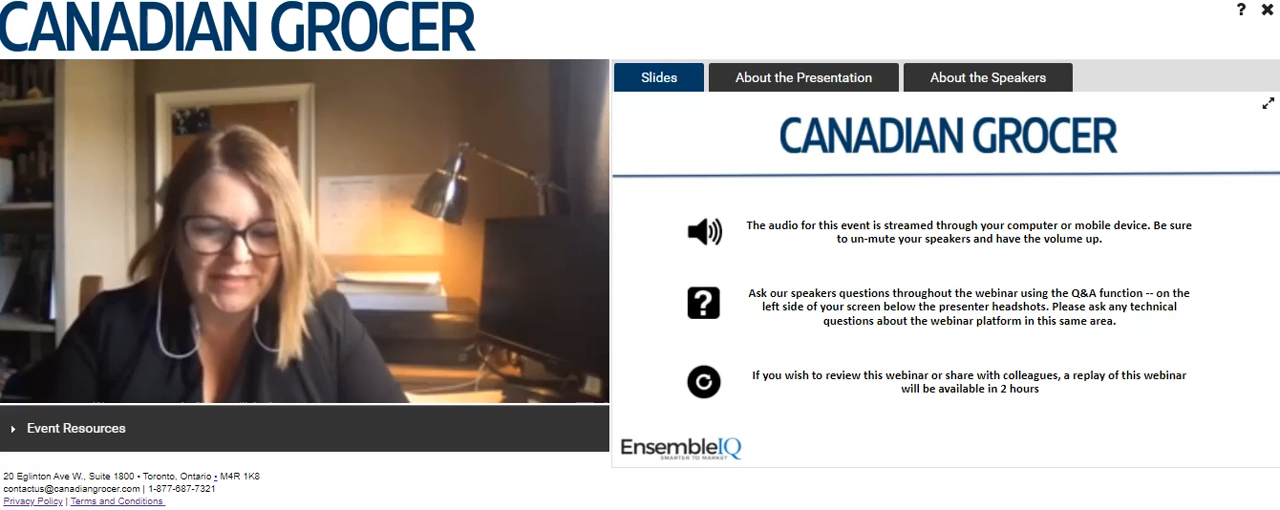 CANADIAN GROCER
?
Slides
About the Presentation
About the Speakers
CANADIAN GROCER
The audio for this event is streamed through your computer or mobile device. Be sure
to un-mute your speakers and have the volume up.
?
Ask our speakers questions throughout the webinar using the Q&A function -- on the
left side of your screen below the presenter headshots. Please ask any technical
questions about the webinar platform in this same area.
If you wish to review this webinar or share with colleagues, a replay of this webinar
will be available in 2 hours
EnsembleIQ
SMARTER TO MARKET
Event Resources
20 Eglinton Ave W., Suite 1800 • Toronto, Ontario • M4R 1K8
contactus@canadiangrocer.com | 1-877-687-7321
Privacy Policy | Terms and Conditions